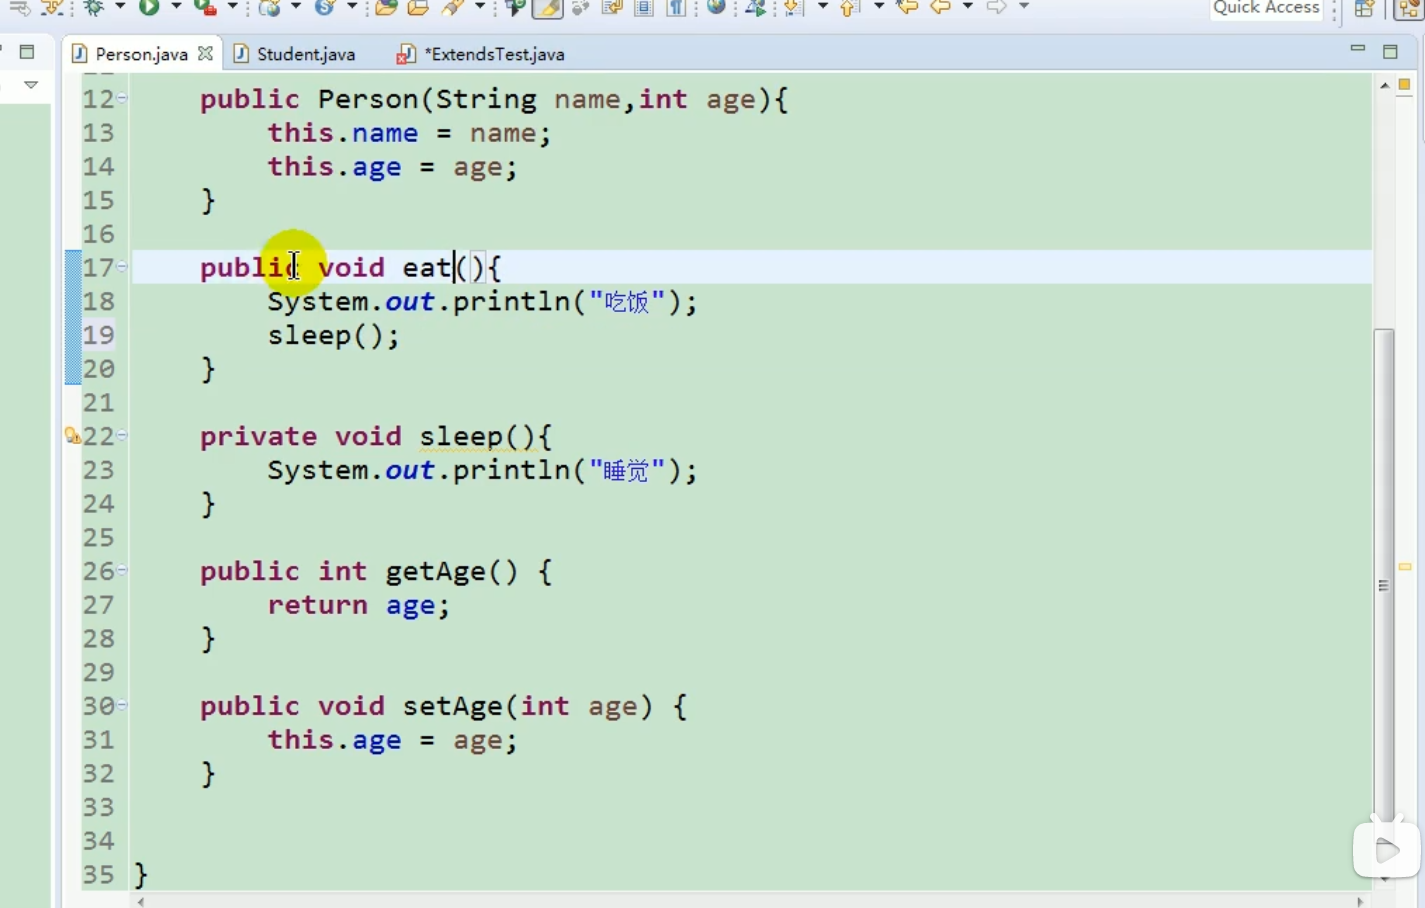 Quick Access
Person.java
Student.java
*ExtendsTest.java
12 public Person(String name,int age){
13 this.name = name;
14 this.age = age;
15 }
16
17 public void eat(){
18 System.out.println("吃饭");
19 sleep();
20 }
21
22 private void sleep(){
23 System.out.println("睡觉");
24 }
25
26 public int getAge() {
27 return age;
28 }
29
30 public void setAge(int age) {
31 this.age = age;
32 }
33
34
35 }